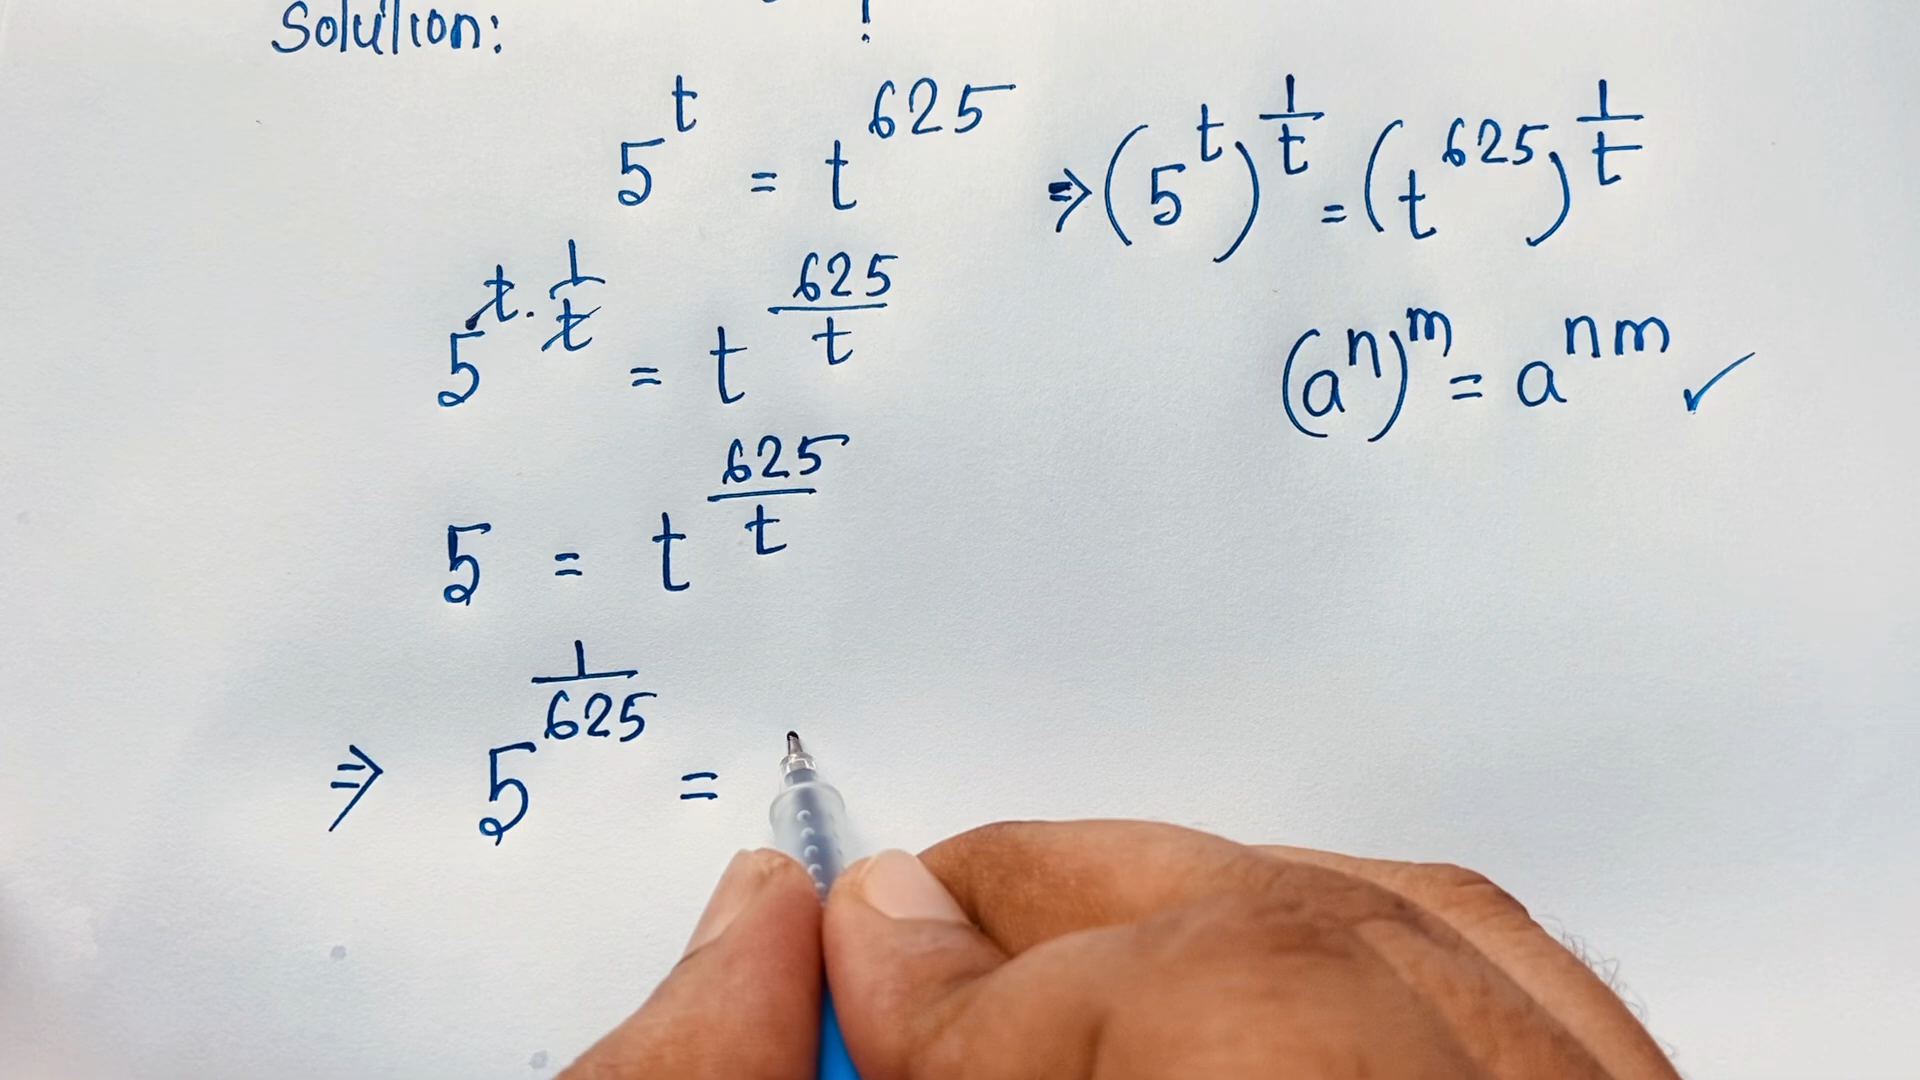 Solution:
?
5^t = t^625 ⇒ (5^t)^(1/t) = (t^625)^(1/t)
5^(t·1/t) = t^(625/t)
(a^n)^m = a^(nm) ✓
5 = t^(625/t)
⇒ 5^(1/625) =